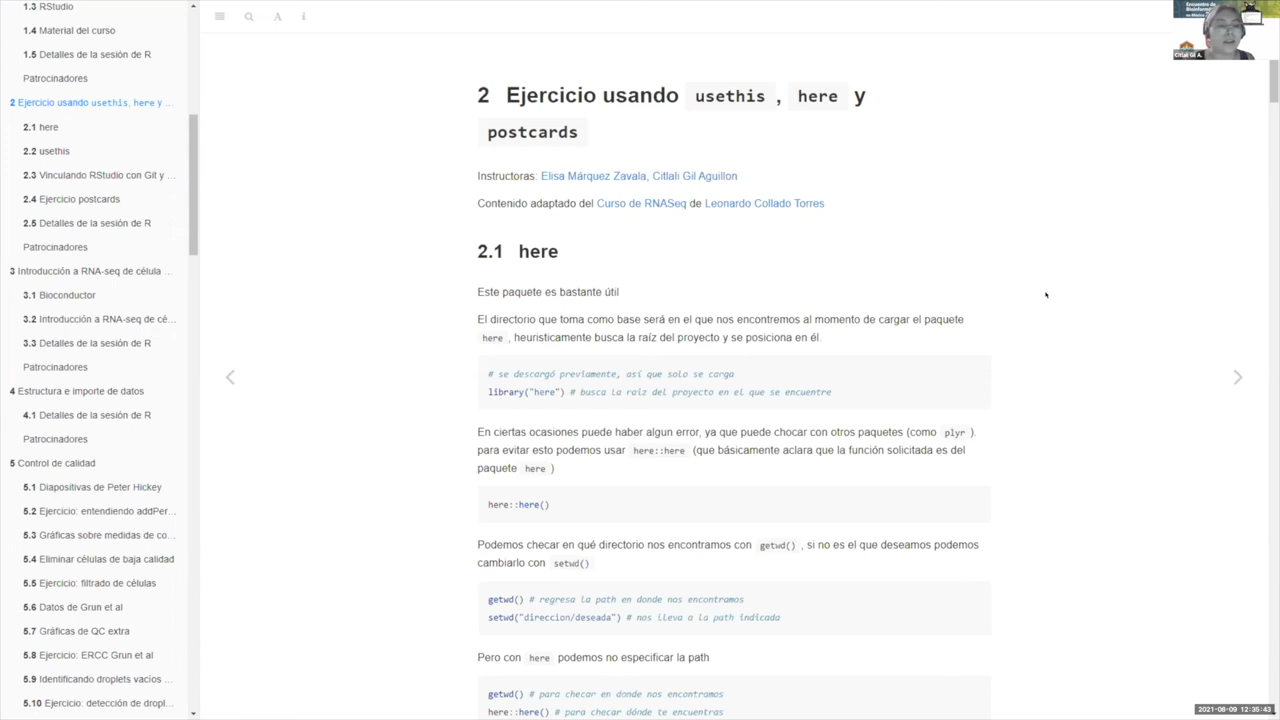 1.3 RStudio
1.4 Material del curso
1.5 Detalles de la sesión de R
Patrocinadores
2 Ejercicio usando usethis, here y ...
2.1 here
2.2 usethis
2.3 Vinculando RStudio con Git y ...
2.4 Ejercicio postcards
2.5 Detalles de la sesión de R
Patrocinadores
3 Introducción a RNA-seq de célula ...
3.1 Bioconductor
3.2 Introducción a RNA-seq de cé...
3.3 Detalles de la sesión de R
Patrocinadores
4 Estructura e importe de datos
4.1 Detalles de la sesión de R
Patrocinadores
5 Control de calidad
5.1 Diapositivas de Peter Hickey
5.2 Ejercicio: entendiendo addPer...
5.3 Gráficas sobre medidas de co...
5.4 Eliminar células de baja calidad
5.5 Ejercicio: filtrado de células
5.6 Datos de Grun et al
5.7 Gráficas de QC extra
5.8 Ejercicio: ERCC Grun et al
5.9 Identificando droplets vacíos ...
5.10 Ejercicio: detección de dropl...
A
i
2 Ejercicio usando usethis , here y
postcards
Instructoras: Elisa Márquez Zavala, Citlali Gil Aguillon
Contenido adaptado del Curso de RNASeq de Leonardo Collado Torres
2.1 here
Este paquete es bastante útil
El directorio que toma como base será en el que nos encontremos al momento de cargar el paquete
here , heuristicamente busca la raíz del proyecto y se posiciona en él.
# se descargó previamente, así que solo se carga
library("here") # busca la raíz del proyecto en el que se encuentre
En ciertas ocasiones puede haber algun error, ya que puede chocar con otros paquetes (como plyr ).
para evitar esto podemos usar here::here (que básicamente aclara que la función solicitada es del
paquete here )
here::here()
Podemos checar en qué directorio nos encontramos con getwd() , si no es el que deseamos podemos
cambiarlo con setwd()
getwd() # regresa la path en donde nos encontramos
setwd("direccion/deseada") # nos lleva a la path indicada
Pero con here podemos no especificar la path
getwd() # para checar en donde nos encontramos
here::here() # para checar dónde te encuentras
Encuentro de
Bioinformát
en México
Citlali Gil A.
2021-08-09 12:35:43